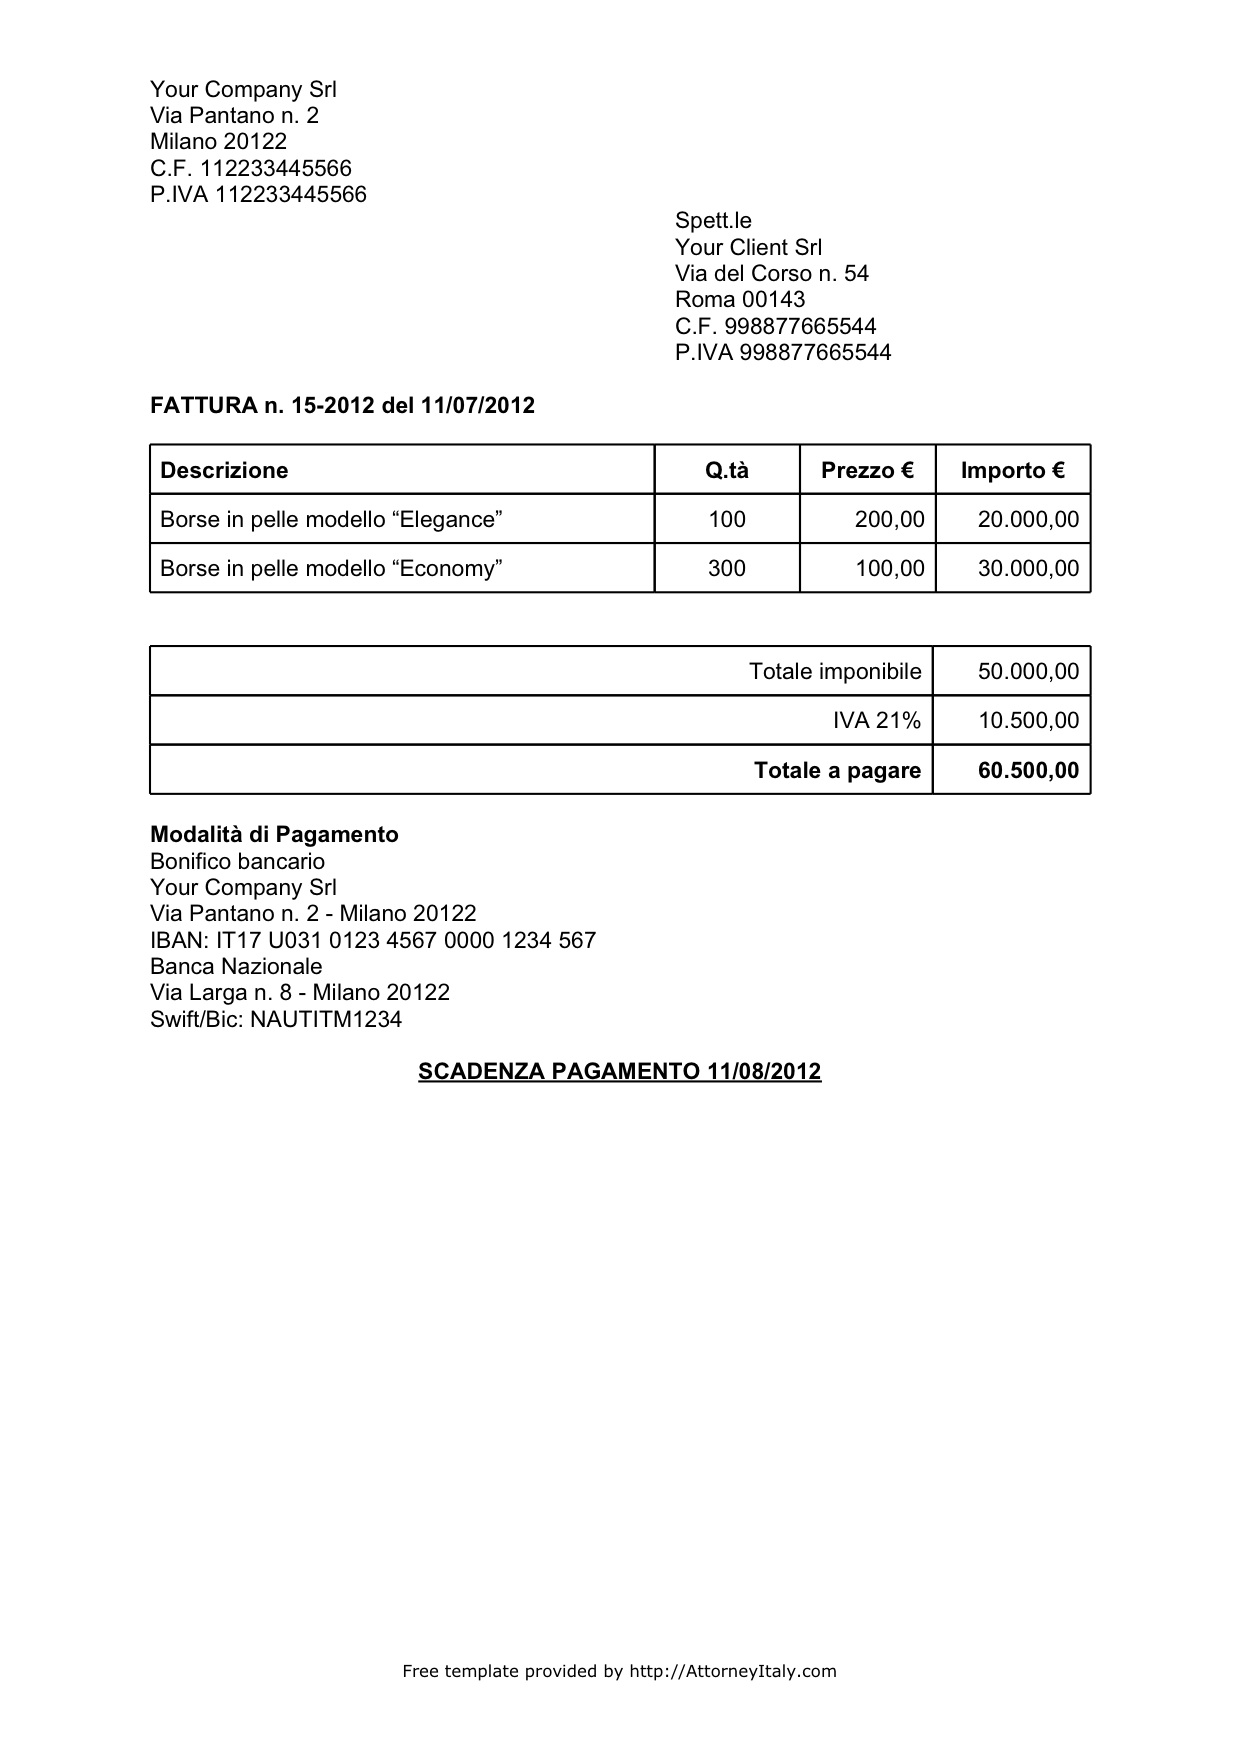 Your Company Srl
Via Pantano n. 2
Milano 20122
C.F. 112233445566
P.IVA 112233445566
Spett.le
Your Client Srl
Via del Corso n. 54
Roma 00143
C.F. 998877665544
P.IVA 998877665544
FATTURA n. 15-2012 del 11/07/2012
Descrizione Q.tà Prezzo € Importo €
Borse in pelle modello “Elegance” 100 200,00 20.000,00
Borse in pelle modello “Economy” 300 100,00 30.000,00
Totale imponibile 50.000,00
IVA 21% 10.500,00
Totale a pagare 60.500,00
Modalità di Pagamento
Bonifico bancario
Your Company Srl
Via Pantano n. 2 - Milano 20122
IBAN: IT17 U031 0123 4567 0000 1234 567
Banca Nazionale
Via Larga n. 8 - Milano 20122
Swift/Bic: NAUTITM1234
SCADENZA PAGAMENTO 11/08/2012
Free template provided by http://AttorneyItaly.com